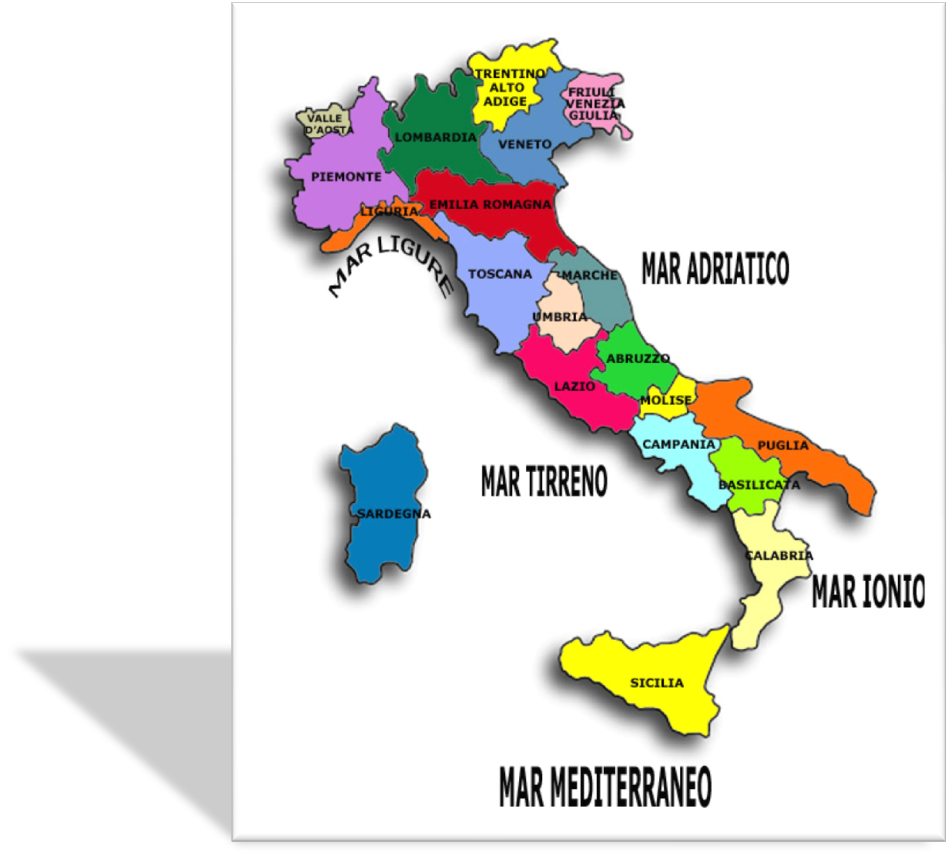 TRENTINO
ALTO
ADIGE
FRIULI
VENEZIA
GIULIA
VALLE
D'AOSTA
LOMBARDIA
VENETO
PIEMONTE
EMILIA ROMAGNA
LIGURIA
MAR LIGURE
TOSCANA
MARCHE
MAR ADRIATICO
UMBRIA
ABRUZZO
LAZIO
MOLISE
CAMPANIA
PUGLIA
MAR TIRRENO
BASILICATA
SARDEGNA
CALABRIA
MAR IONIO
SICILIA
MAR MEDITERRANEO